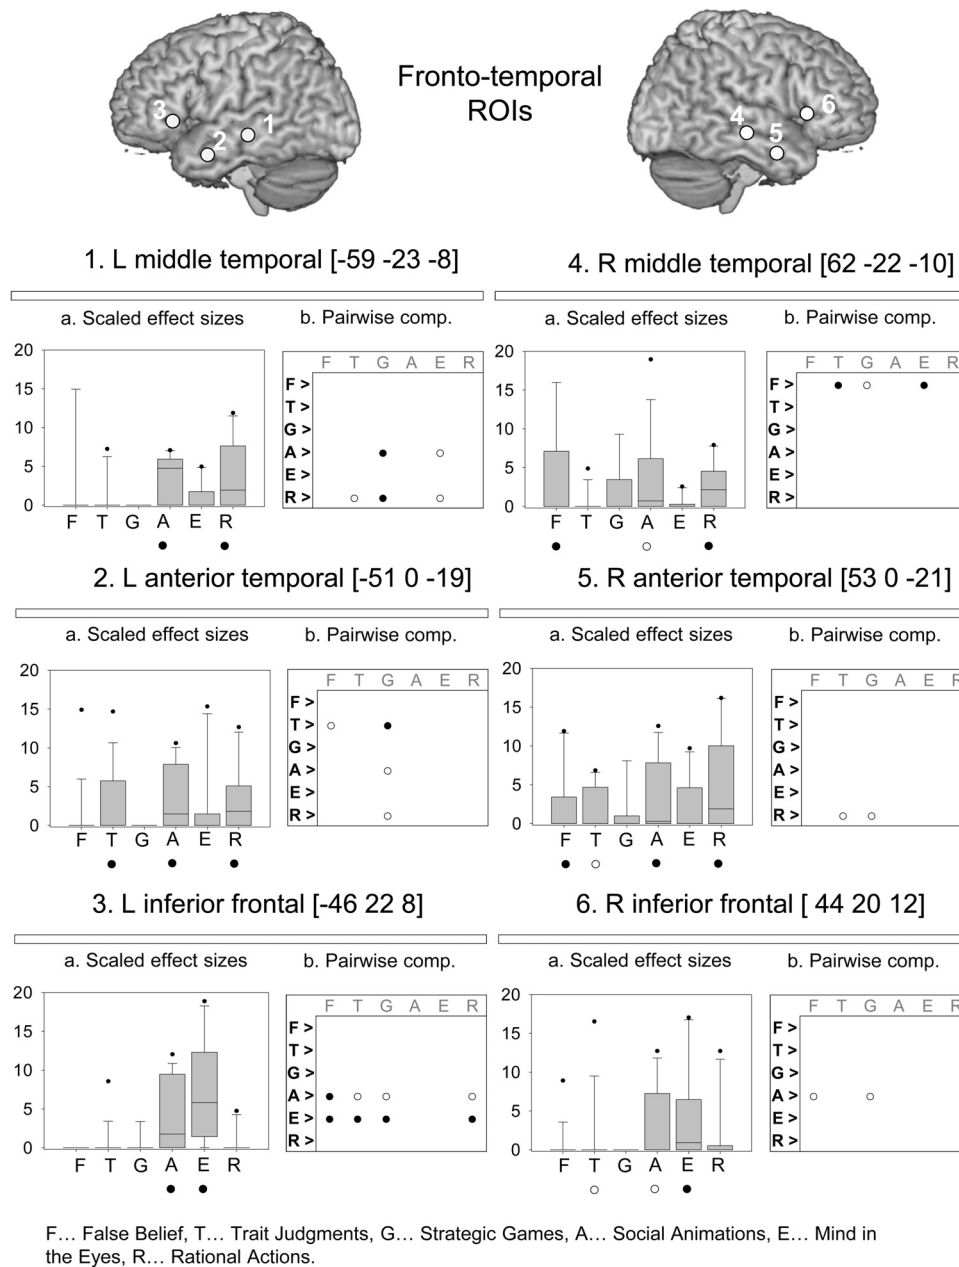 Fronto-temporal
ROIs
3
1
2
4
5
6
1. L middle temporal [-59 -23 -8]
a. Scaled effect sizes
b. Pairwise comp.
20
15
10
5
0
F T G A E R
F T G A E R
F >
T >
G >
A >
E >
R >
4. R middle temporal [62 -22 -10]
a. Scaled effect sizes
b. Pairwise comp.
20
15
10
5
0
F T G A E R
F T G A E R
F >
T >
G >
A >
E >
R >
2. L anterior temporal [-51 0 -19]
a. Scaled effect sizes
b. Pairwise comp.
20
15
10
5
0
F T G A E R
F T G A E R
F >
T >
G >
A >
E >
R >
5. R anterior temporal [53 0 -21]
a. Scaled effect sizes
b. Pairwise comp.
20
15
10
5
0
F T G A E R
F T G A E R
F >
T >
G >
A >
E >
R >
3. L inferior frontal [-46 22 8]
a. Scaled effect sizes
b. Pairwise comp.
20
15
10
5
0
F T G A E R
F T G A E R
F >
T >
G >
A >
E >
R >
6. R inferior frontal [ 44 20 12]
a. Scaled effect sizes
b. Pairwise comp.
20
15
10
5
0
F T G A E R
F T G A E R
F >
T >
G >
A >
E >
R >
F... False Belief, T... Trait Judgments, G... Strategic Games, A... Social Animations, E... Mind in
the Eyes, R... Rational Actions.